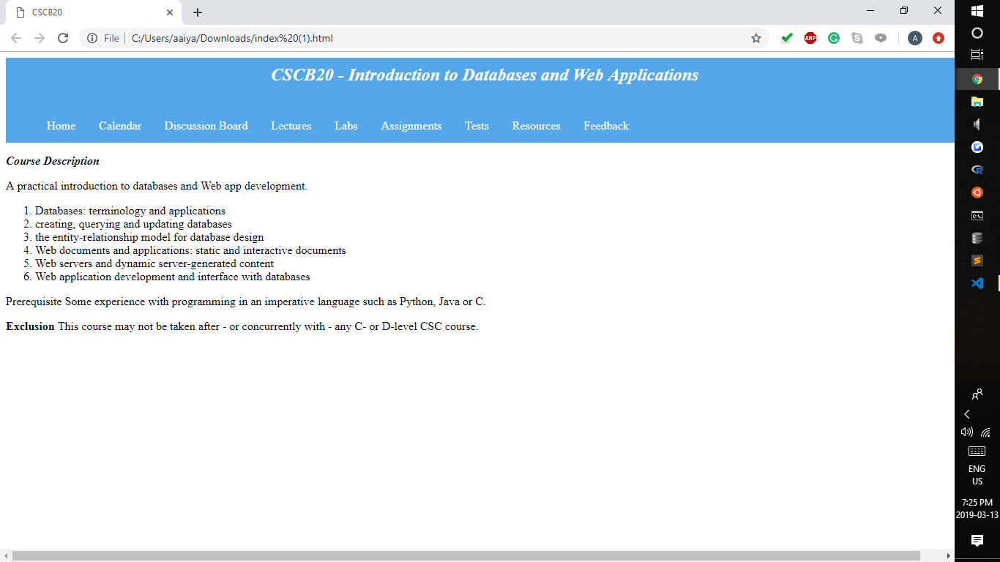 CSCB20
File
C:/Users/aaiya/Downloads/index%20(1).html
ABP
A
CSCB20 - Introduction to Databases and Web Applications
Home Calendar Discussion Board Lectures Labs Assignments Tests Resources Feedback
Course Description
A practical introduction to databases and Web app development.
1. Databases: terminology and applications
2. creating, querying and updating databases
3. the entity-relationship model for database design
4. Web documents and applications: static and interactive documents
5. Web servers and dynamic server-generated content
6. Web application development and interface with databases
Prerequisite Some experience with programming in an imperative language such as Python, Java or C.
Exclusion This course may not be taken after - or concurrently with - any C- or D-level CSC course.
ENG
US
7:25 PM
2019-03-13